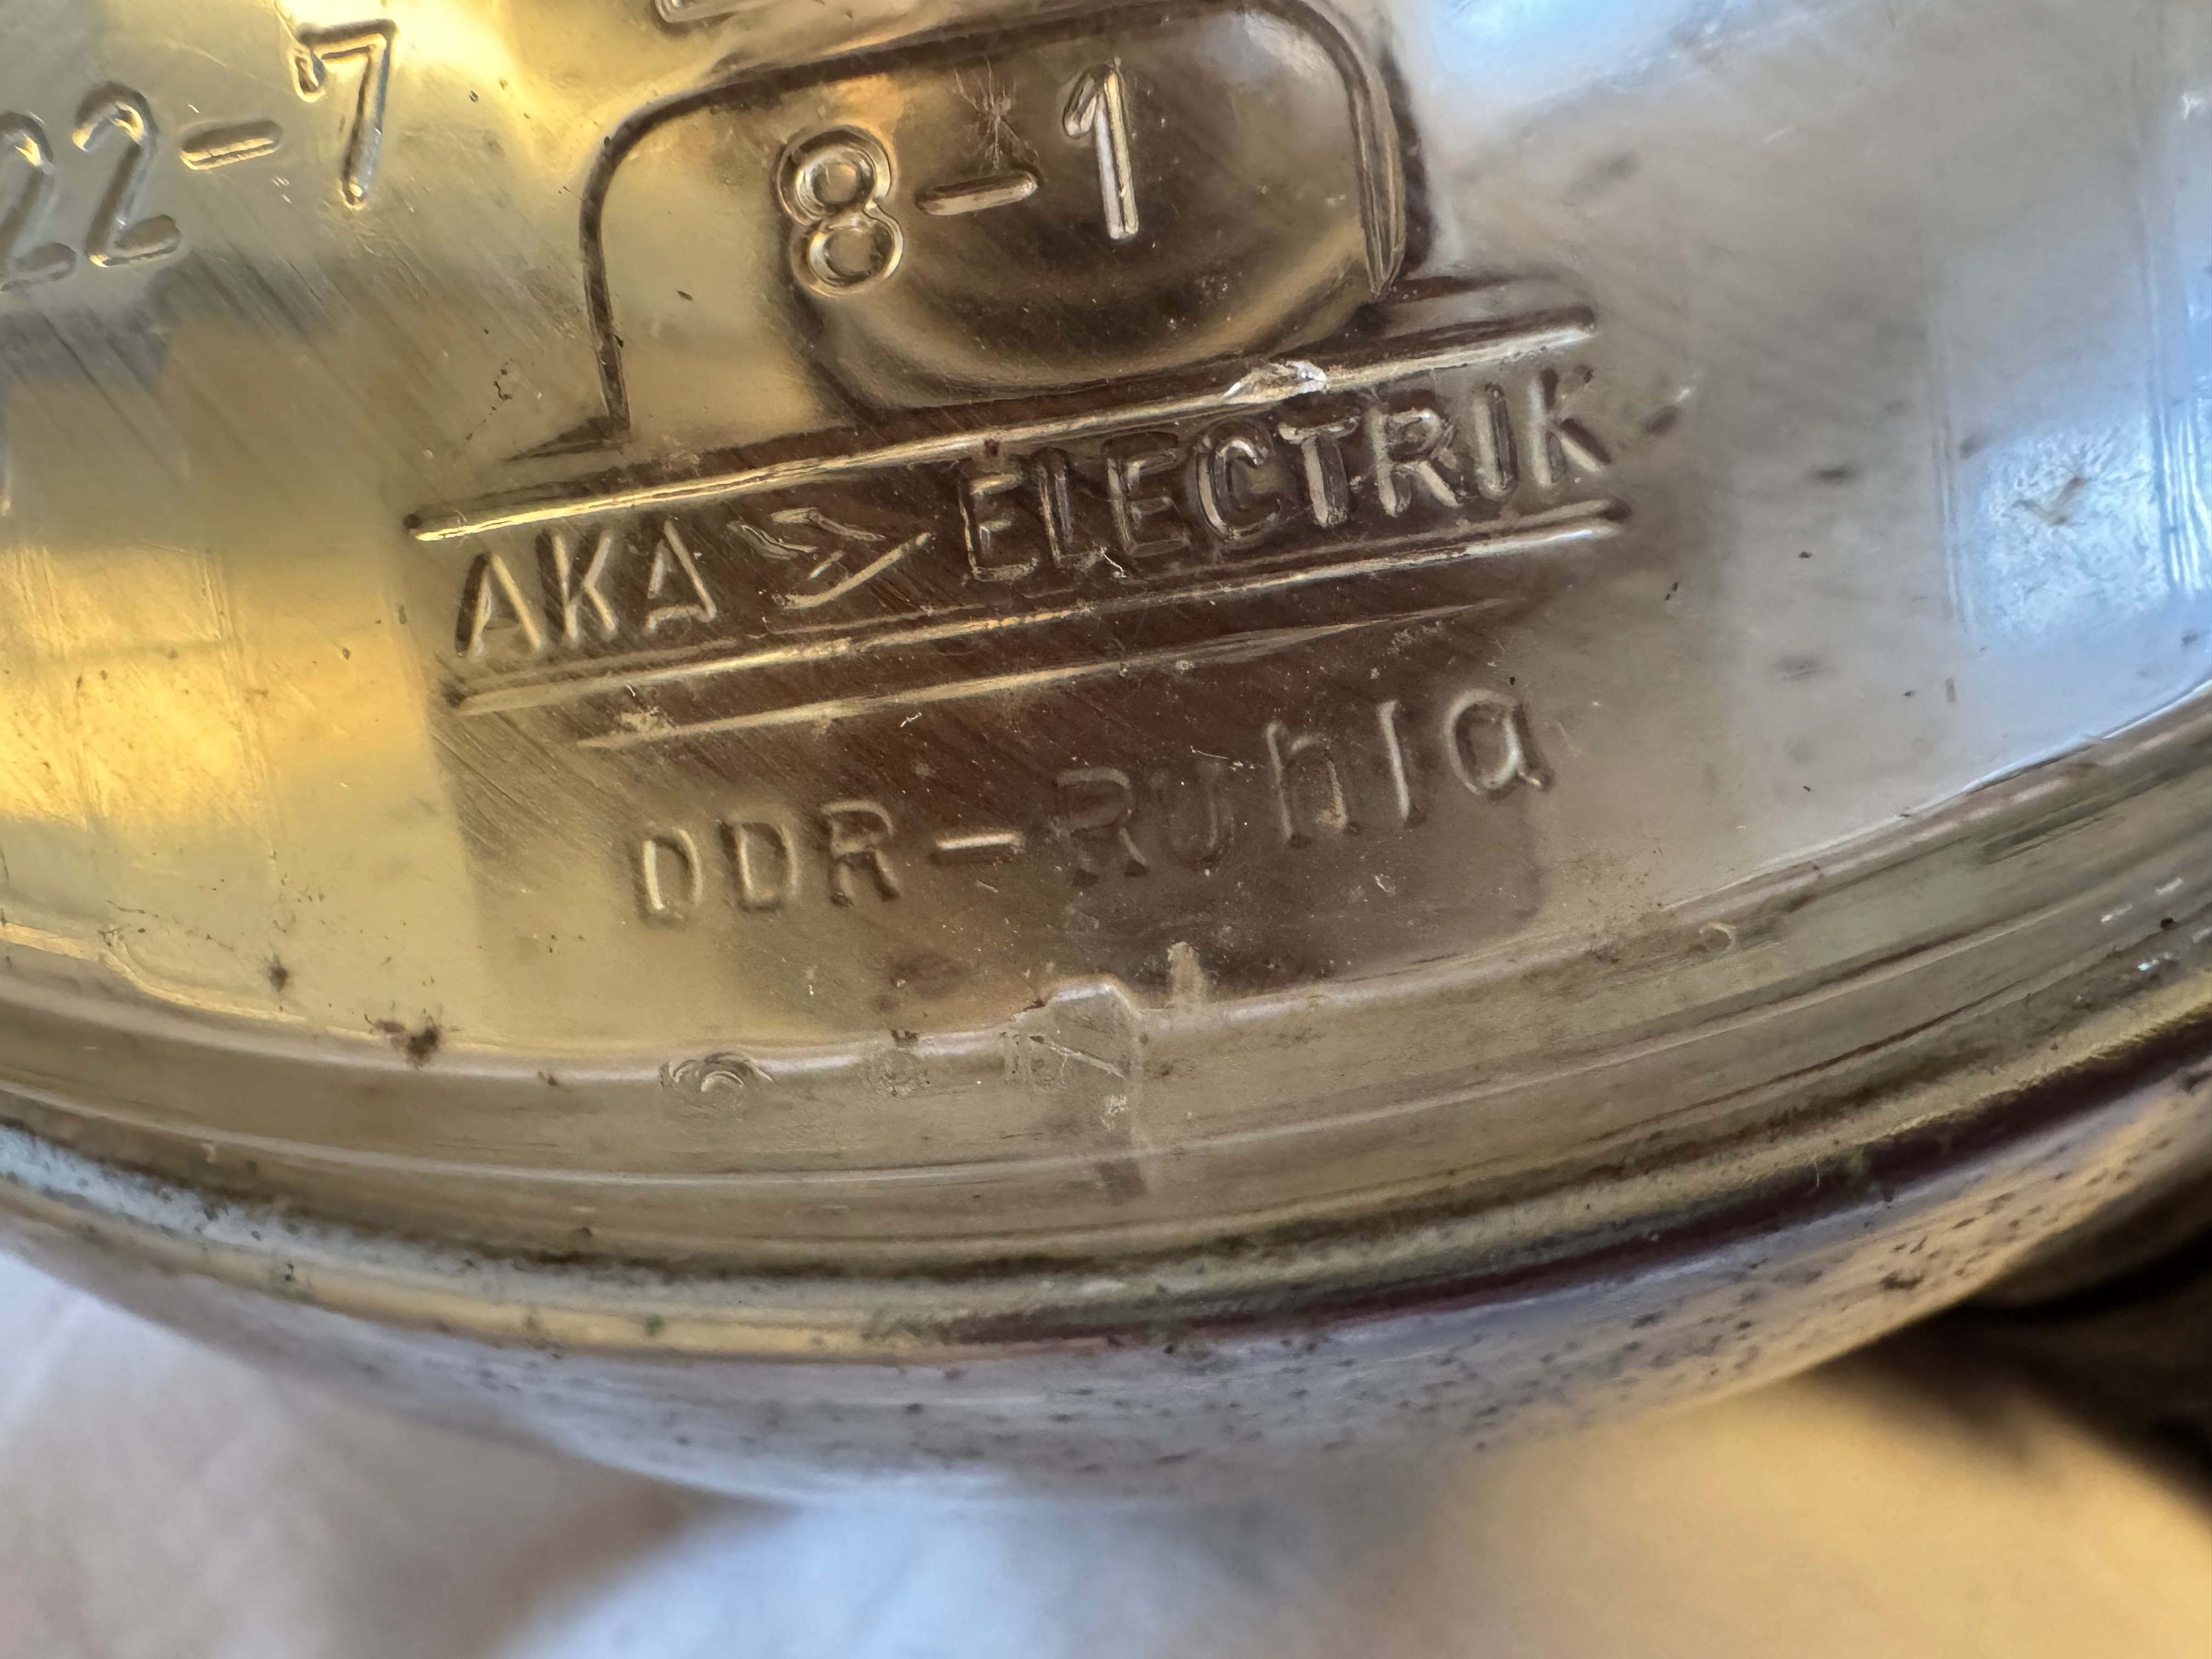 22-7
8-1
AKA ELECTRIK
DDR-Ruhla